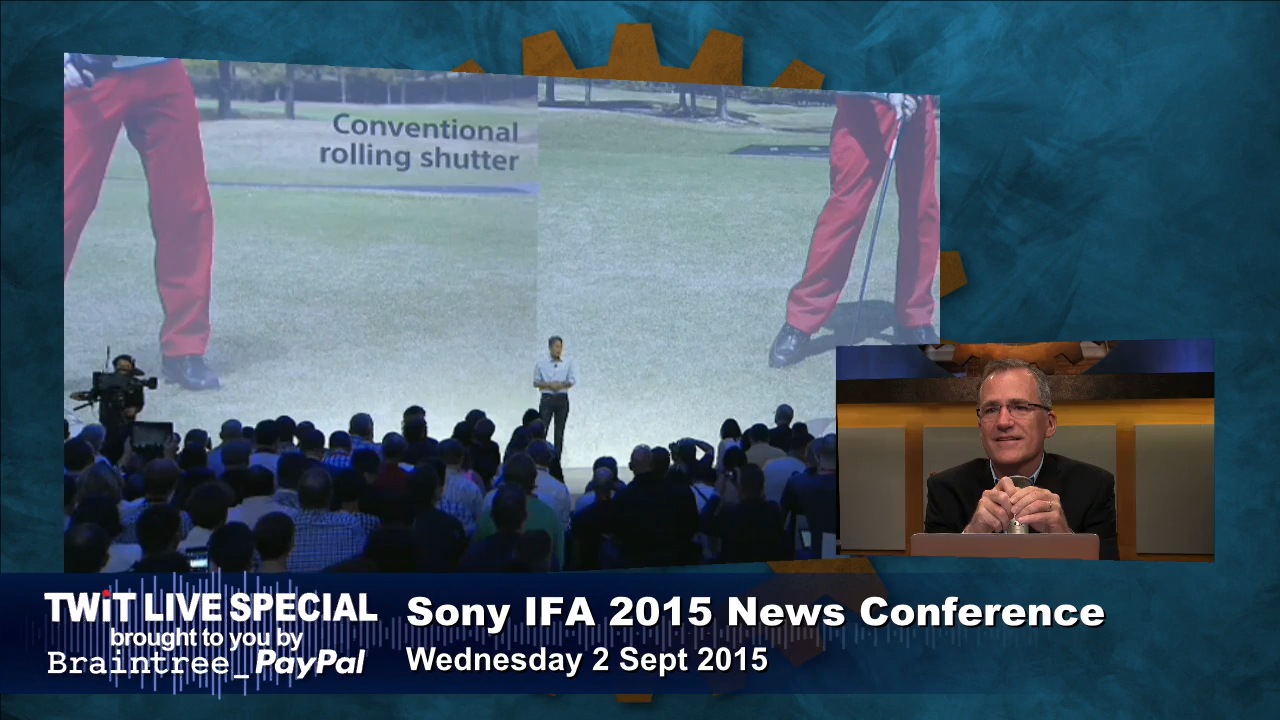 Conventional
rolling shutter
TWiT LIVE SPECIAL
brought to you by
Braintree_PayPal
Sony IFA 2015 News Conference
Wednesday 2 Sept 2015